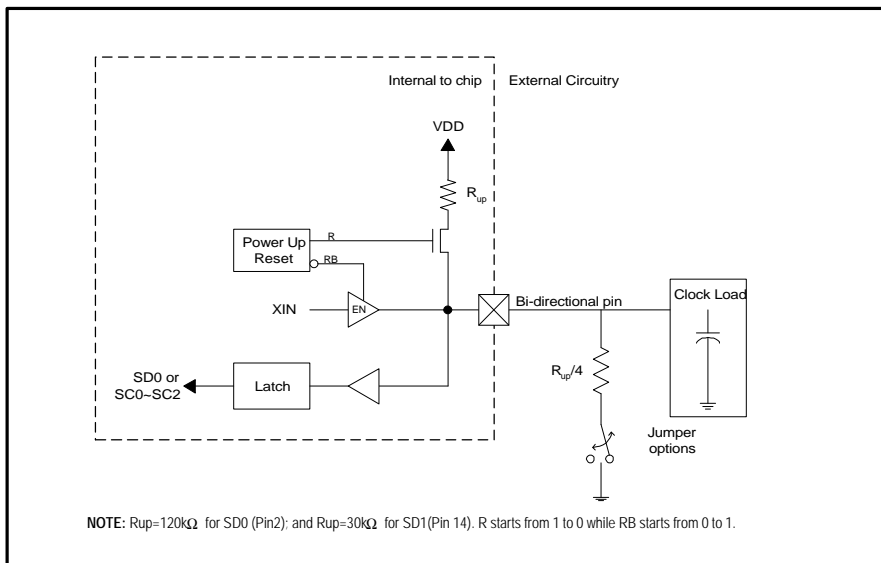 Internal to chip
External Circuitry
VDD
Rup
Power Up
Reset
R
RB
XIN
EN
Bi-directional pin
Clock Load
SD0 or
SC0~SC2
Latch
Rup/4
Jumper
options
NOTE: Rup=120kΩ for SD0 (Pin2); and Rup=30kΩ for SD1(Pin 14). R starts from 1 to 0 while RB starts from 0 to 1.